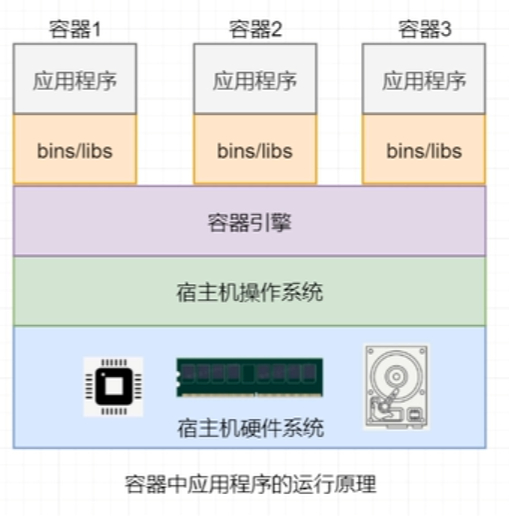 容器1 容器2 容器3
应用程序 应用程序 应用程序
bins/libs bins/libs bins/libs
容器引擎
宿主机操作系统
宿主机硬件系统
容器中应用程序的运行原理